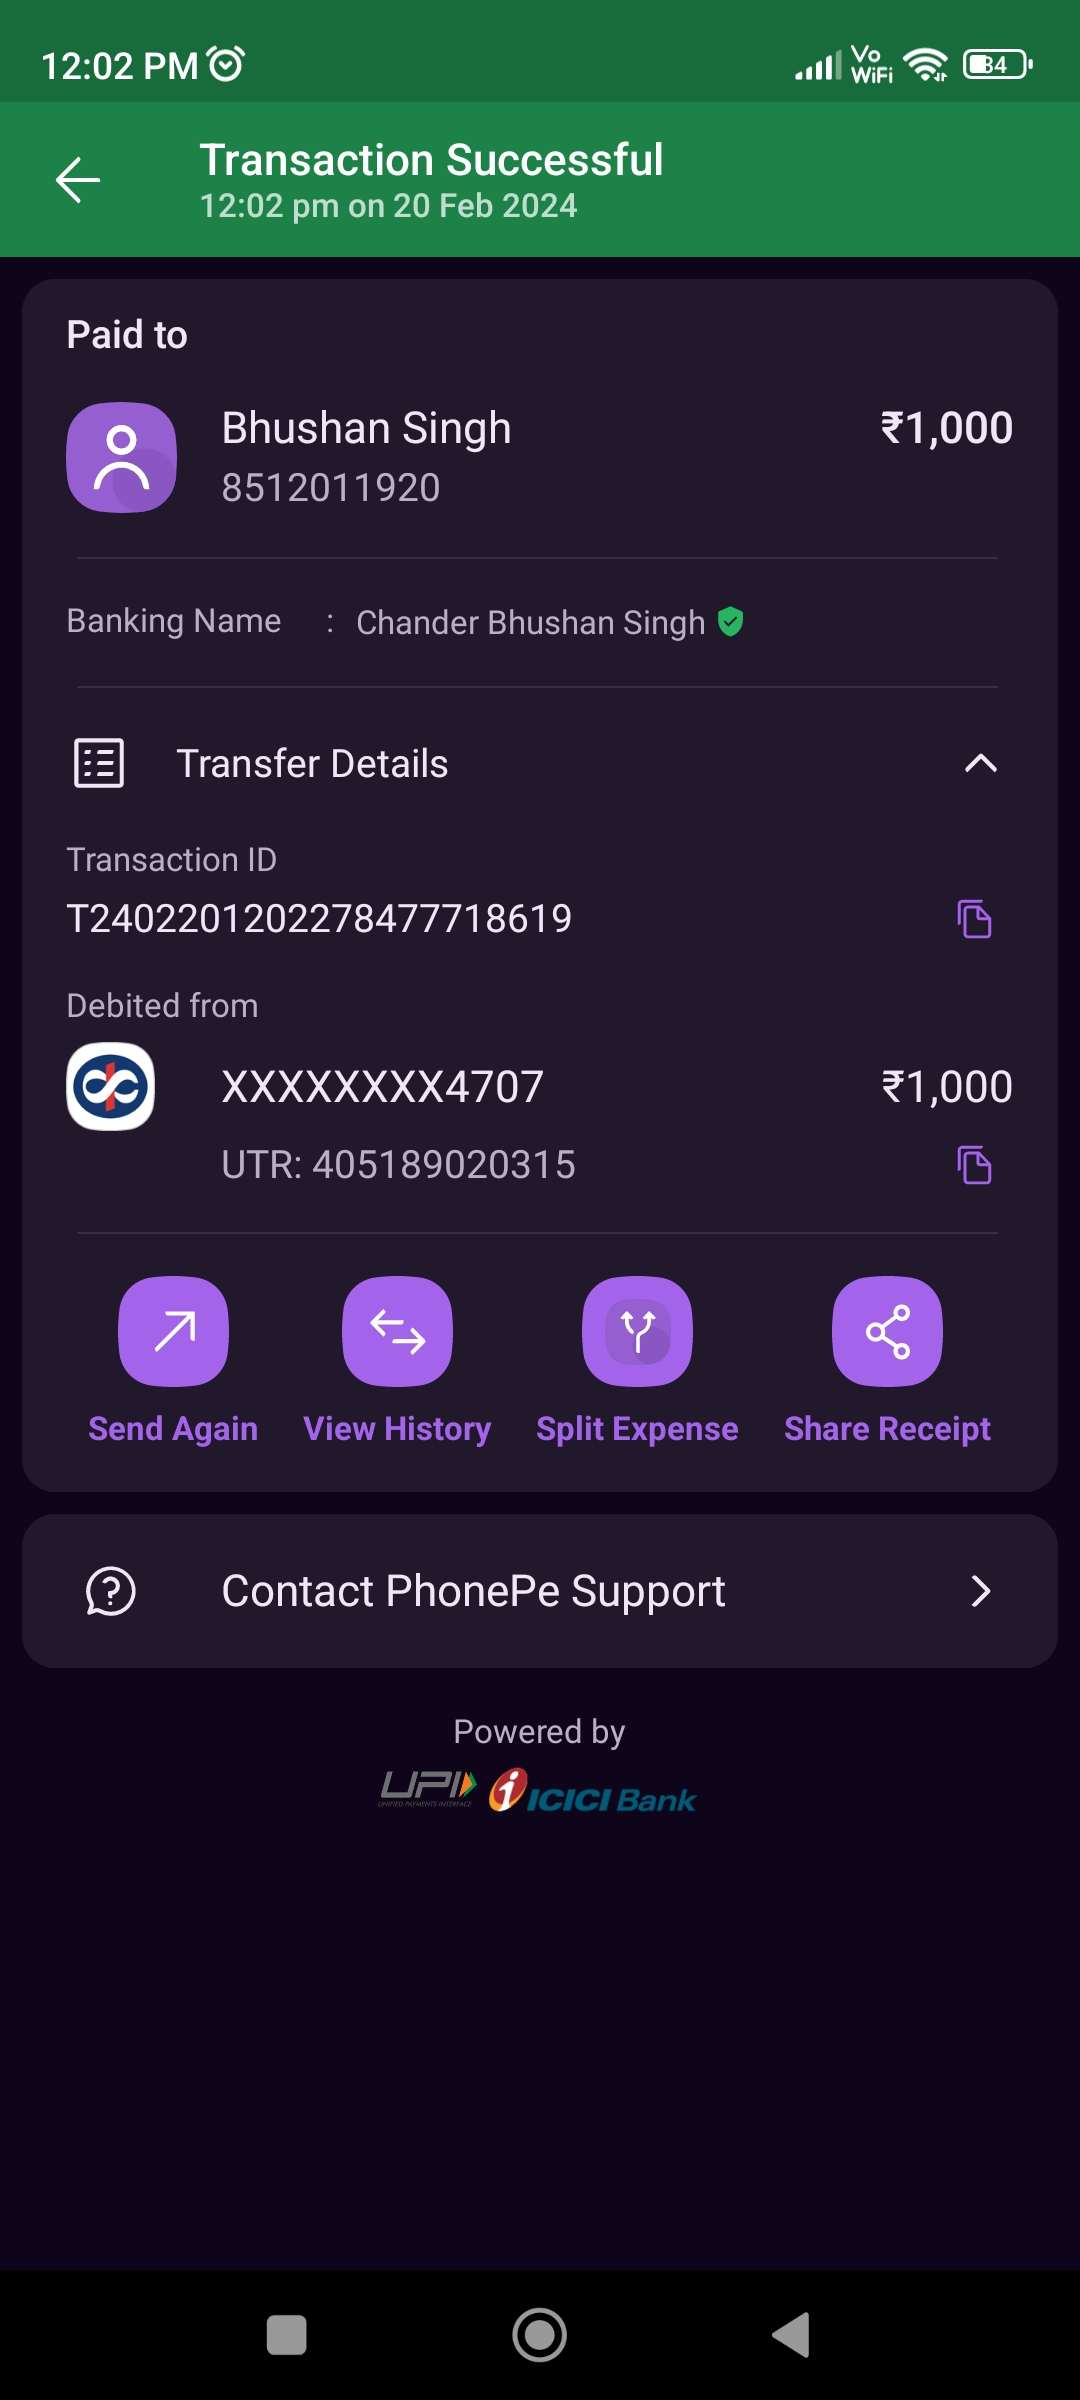 12:02 PM
Vo
WiFi
34
Transaction Successful
12:02 pm on 20 Feb 2024
Paid to
Bhushan Singh
₹1,000
8512011920
Banking Name : Chander Bhushan Singh
Transfer Details
Transaction ID
T2402201202278477718619
Debited from
XXXXXXXX4707
₹1,000
UTR: 405189020315
Send Again
View History
Split Expense
Share Receipt
Contact PhonePe Support
Powered by
UPI
UNIFIED PAYMENTS INTERFACE
ICICI Bank